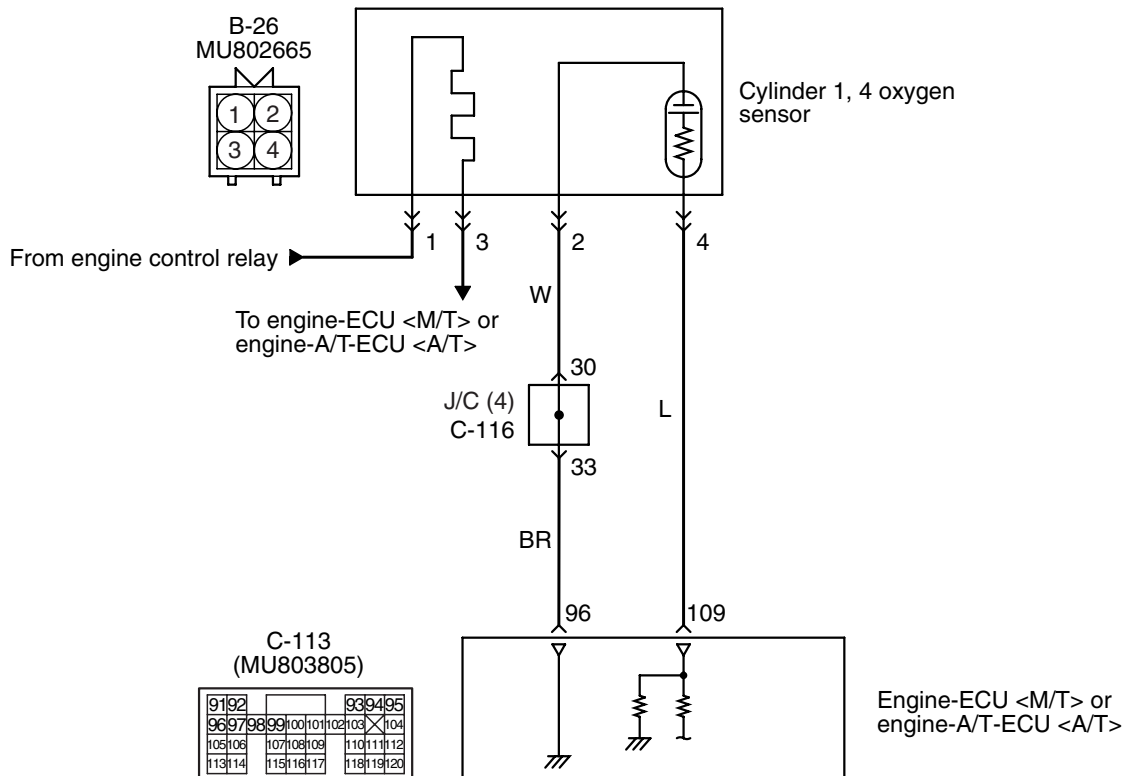 B-26
MU802665
1 2
3 4
Cylinder 1, 4 oxygen
sensor
1 3 2 4
From engine control relay
To engine-ECU <M/T> or
engine-A/T-ECU <A/T>
W
30
J/C (4)
C-116
L
33
BR
96 109
C-113
(MU803805)
91 92 93 94 95
96 97 98 99 100 101 102 103 104
105 106 107 108 109 110 111 112
113 114 115 116 117 118 119 120
Engine-ECU <M/T> or
engine-A/T-ECU <A/T>